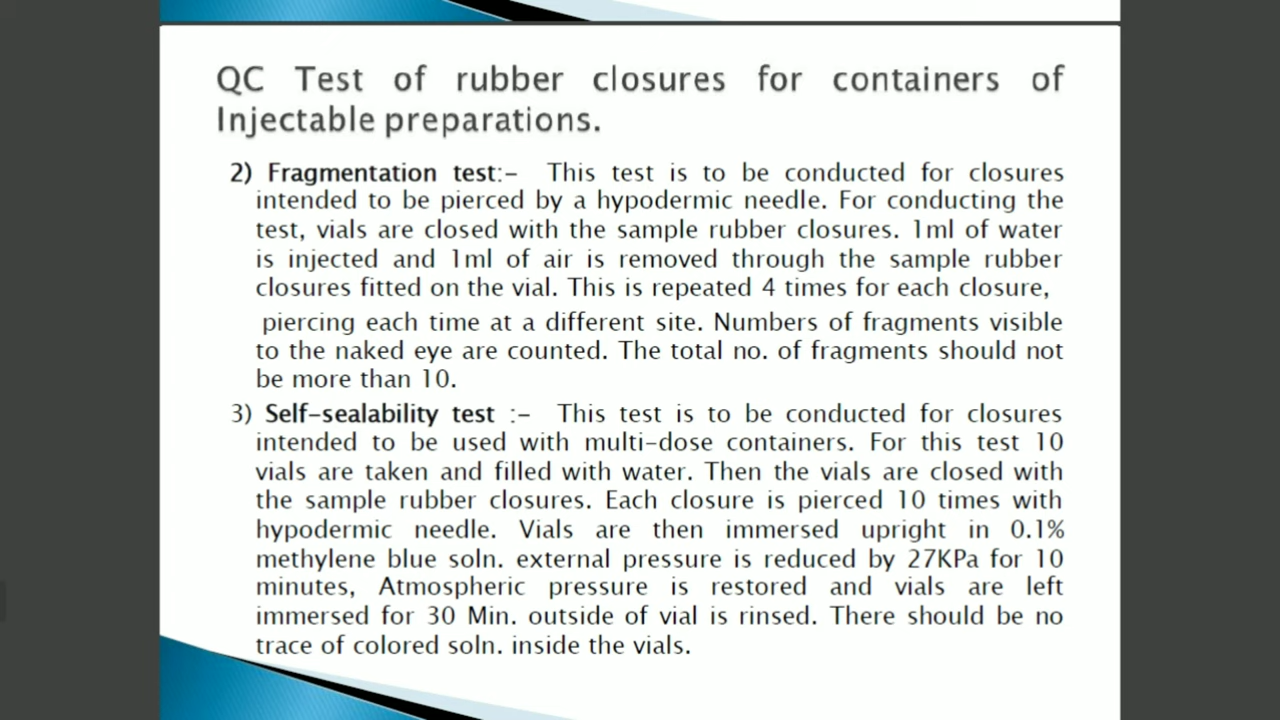 QC Test of rubber closures for containers of
Injectable preparations.
2) Fragmentation test:- This test is to be conducted for closures
intended to be pierced by a hypodermic needle. For conducting the
test, vials are closed with the sample rubber closures. 1ml of water
is injected and 1ml of air is removed through the sample rubber
closures fitted on the vial. This is repeated 4 times for each closure,
piercing each time at a different site. Numbers of fragments visible
to the naked eye are counted. The total no. of fragments should not
be more than 10.
3) Self-sealability test :- This test is to be conducted for closures
intended to be used with multi-dose containers. For this test 10
vials are taken and filled with water. Then the vials are closed with
the sample rubber closures. Each closure is pierced 10 times with
hypodermic needle. Vials are then immersed upright in 0.1%
methylene blue soln. external pressure is reduced by 27KPa for 10
minutes, Atmospheric pressure is restored and vials are left
immersed for 30 Min. outside of vial is rinsed. There should be no
trace of colored soln. inside the vials.